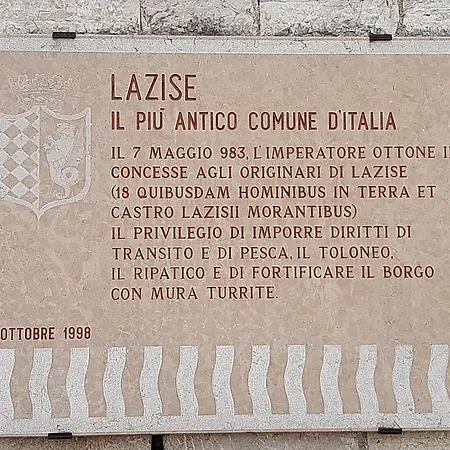 LAZISE
IL PIÙ ANTICO COMUNE D'ITALIA
IL 7 MAGGIO 983, L'IMPERATORE OTTONE
CONCESSE AGLI ORIGINARI DI LAZISE
(18 QUIBUSDAM HOMINIBUS IN TERRA ET
CASTRO LAZISII MORANTIBUS)
IL PRIVILEGIO DI IMPORRE DIRITTI DI
TRANSITO E DI PESCA, IL TOLONEO,
IL RIPATICO E DI FORTIFICARE IL BORGO
CON MURA TURRITE.
OTTOBRE 1998